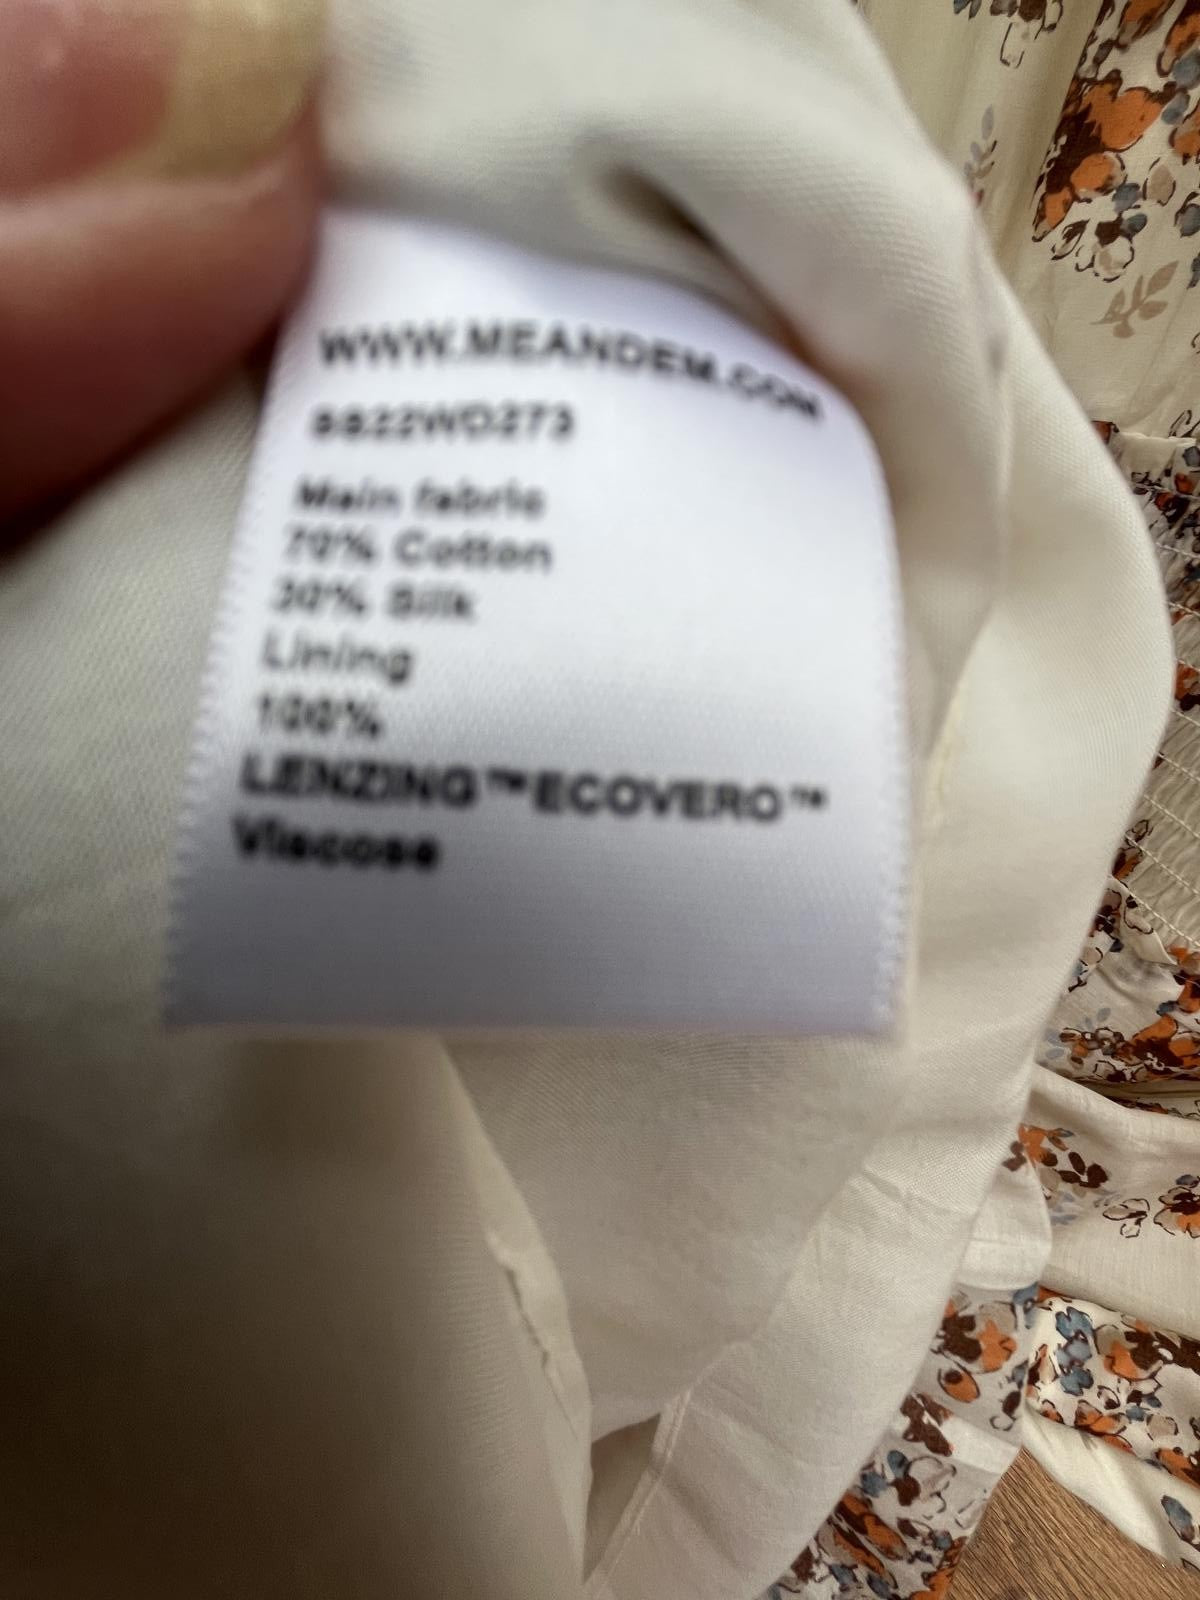 WWW.MEANDEM.COM
SS22WD273
Main fabric
70% Cotton
30% Silk
Lining
100%
LENZING™ECOVERO™
Viscose